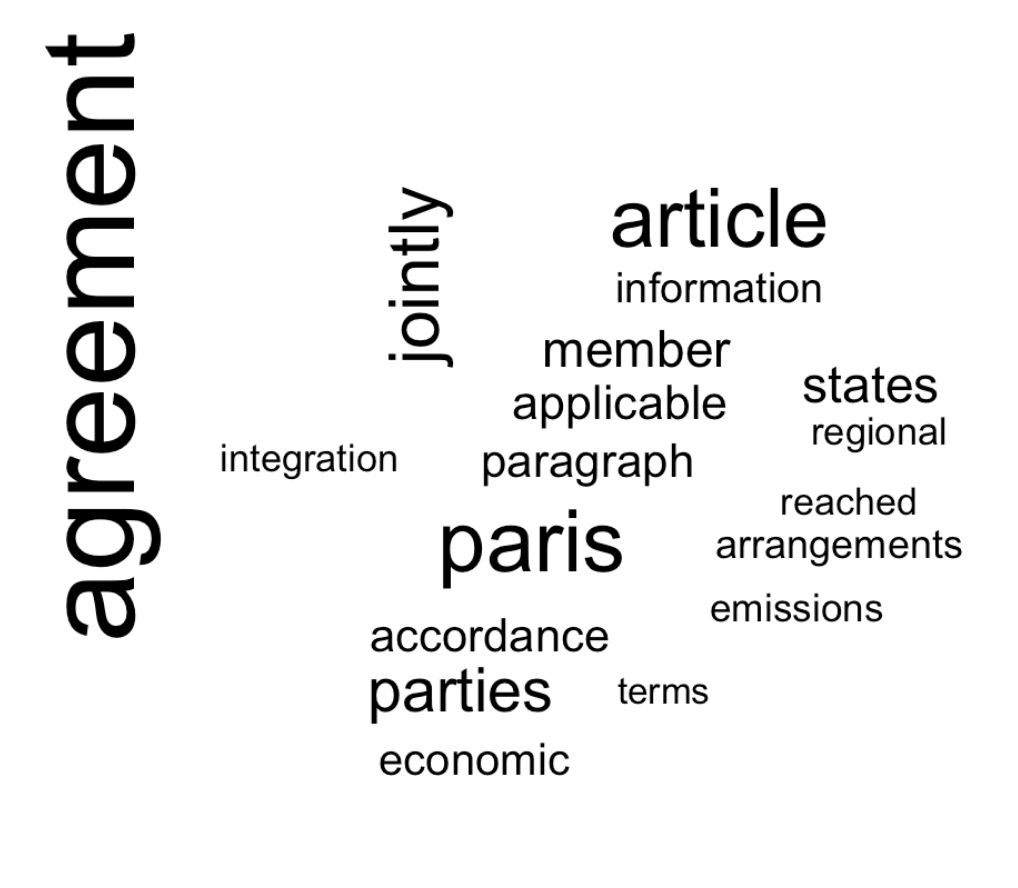 agreement
jointly
article
information
member
states
applicable
regional
integration
paragraph
reached
paris
arrangements
emissions
accordance
parties
terms
economic